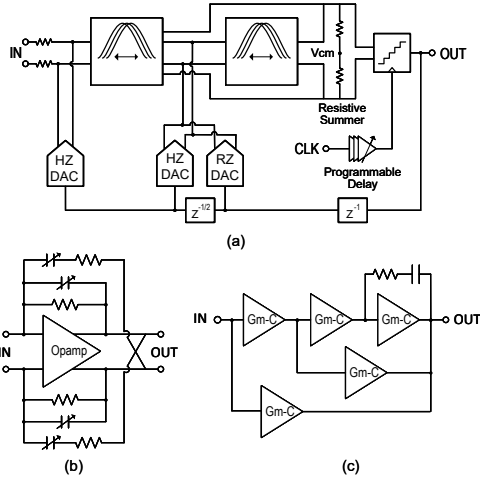 IN
Vcm
OUT
Resistive
Summer
CLK
Programmable
Delay
HZ
DAC
HZ
DAC
RZ
DAC
Z^-1/2
Z^-1
(a)
IN
Opamp
OUT
(b)
IN
Gm-C
Gm-C
Gm-C
OUT
Gm-C
Gm-C
(c)